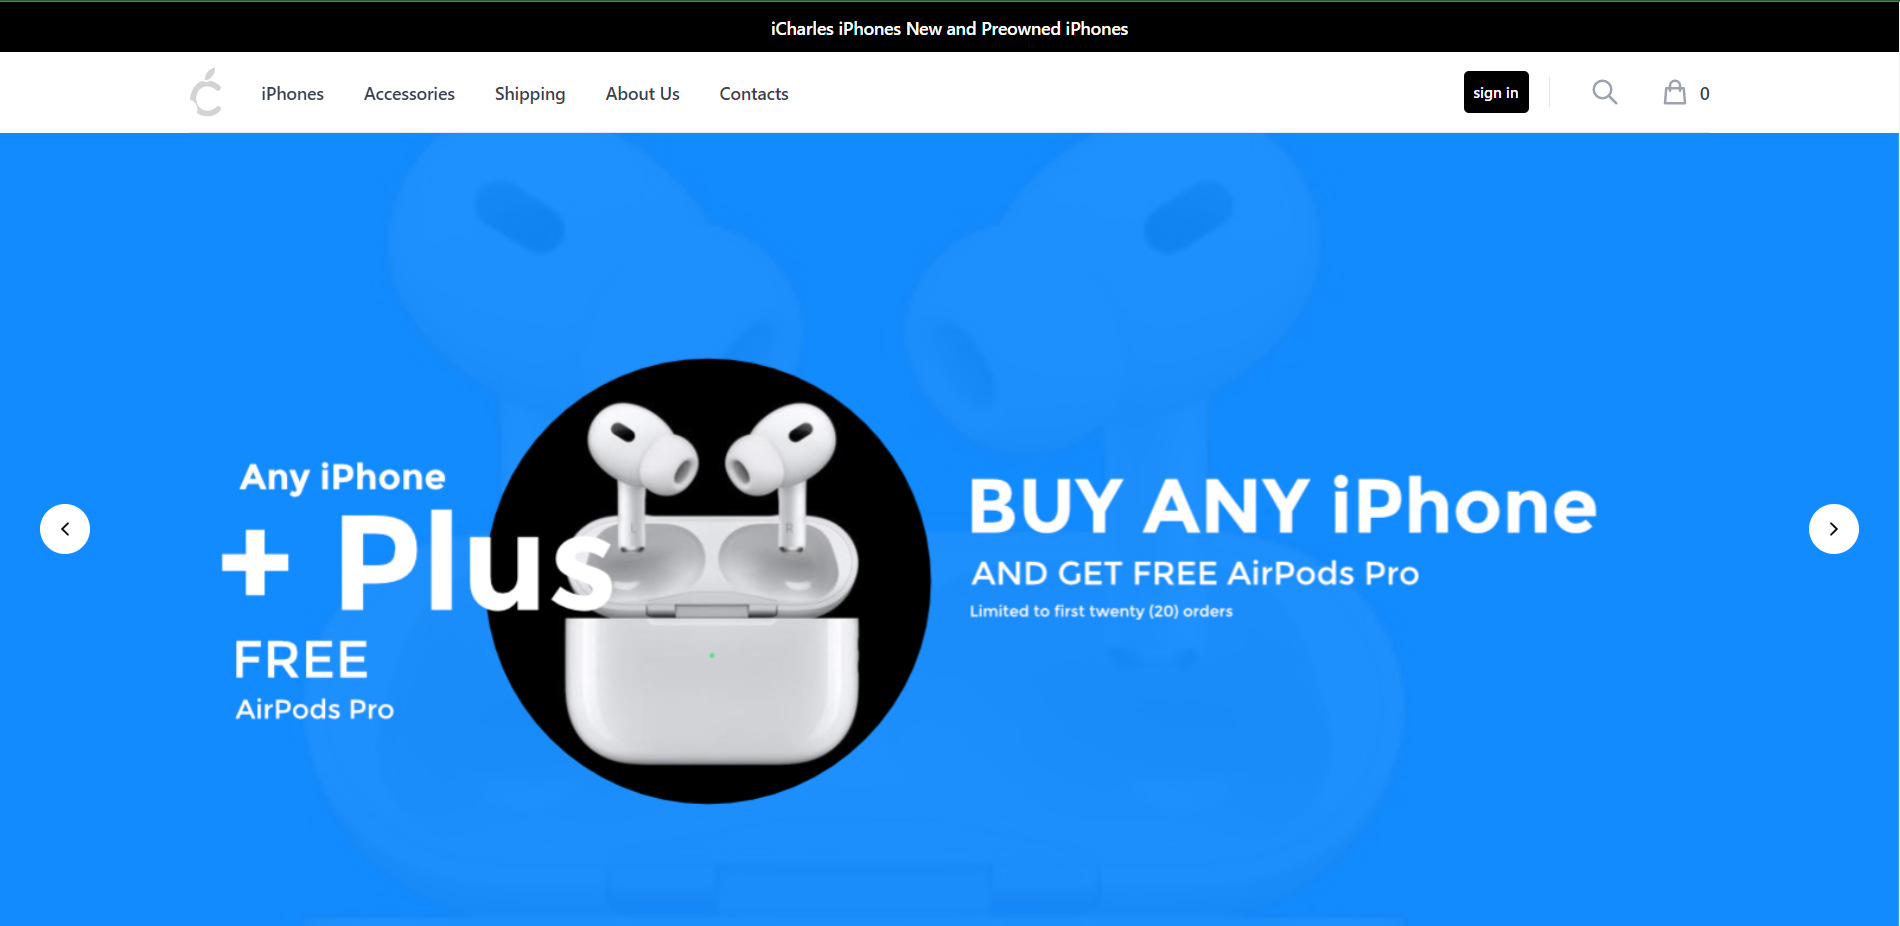 iCharles iPhones New and Preowned iPhones
iPhones Accessories Shipping About Us Contacts sign in 0
Any iPhone
+ Plus
FREE
AirPods Pro
L R
BUY ANY iPhone
AND GET FREE AirPods Pro
Limited to first twenty (20) orders